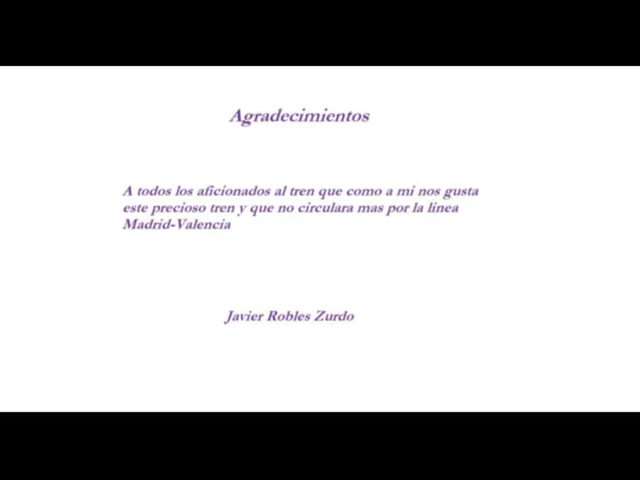 Agradecimientos
A todos los aficionados al tren que como a mi nos gusta
este precioso tren y que no circulara mas por la linea
Madrid-Valencia
Javier Robles Zurdo